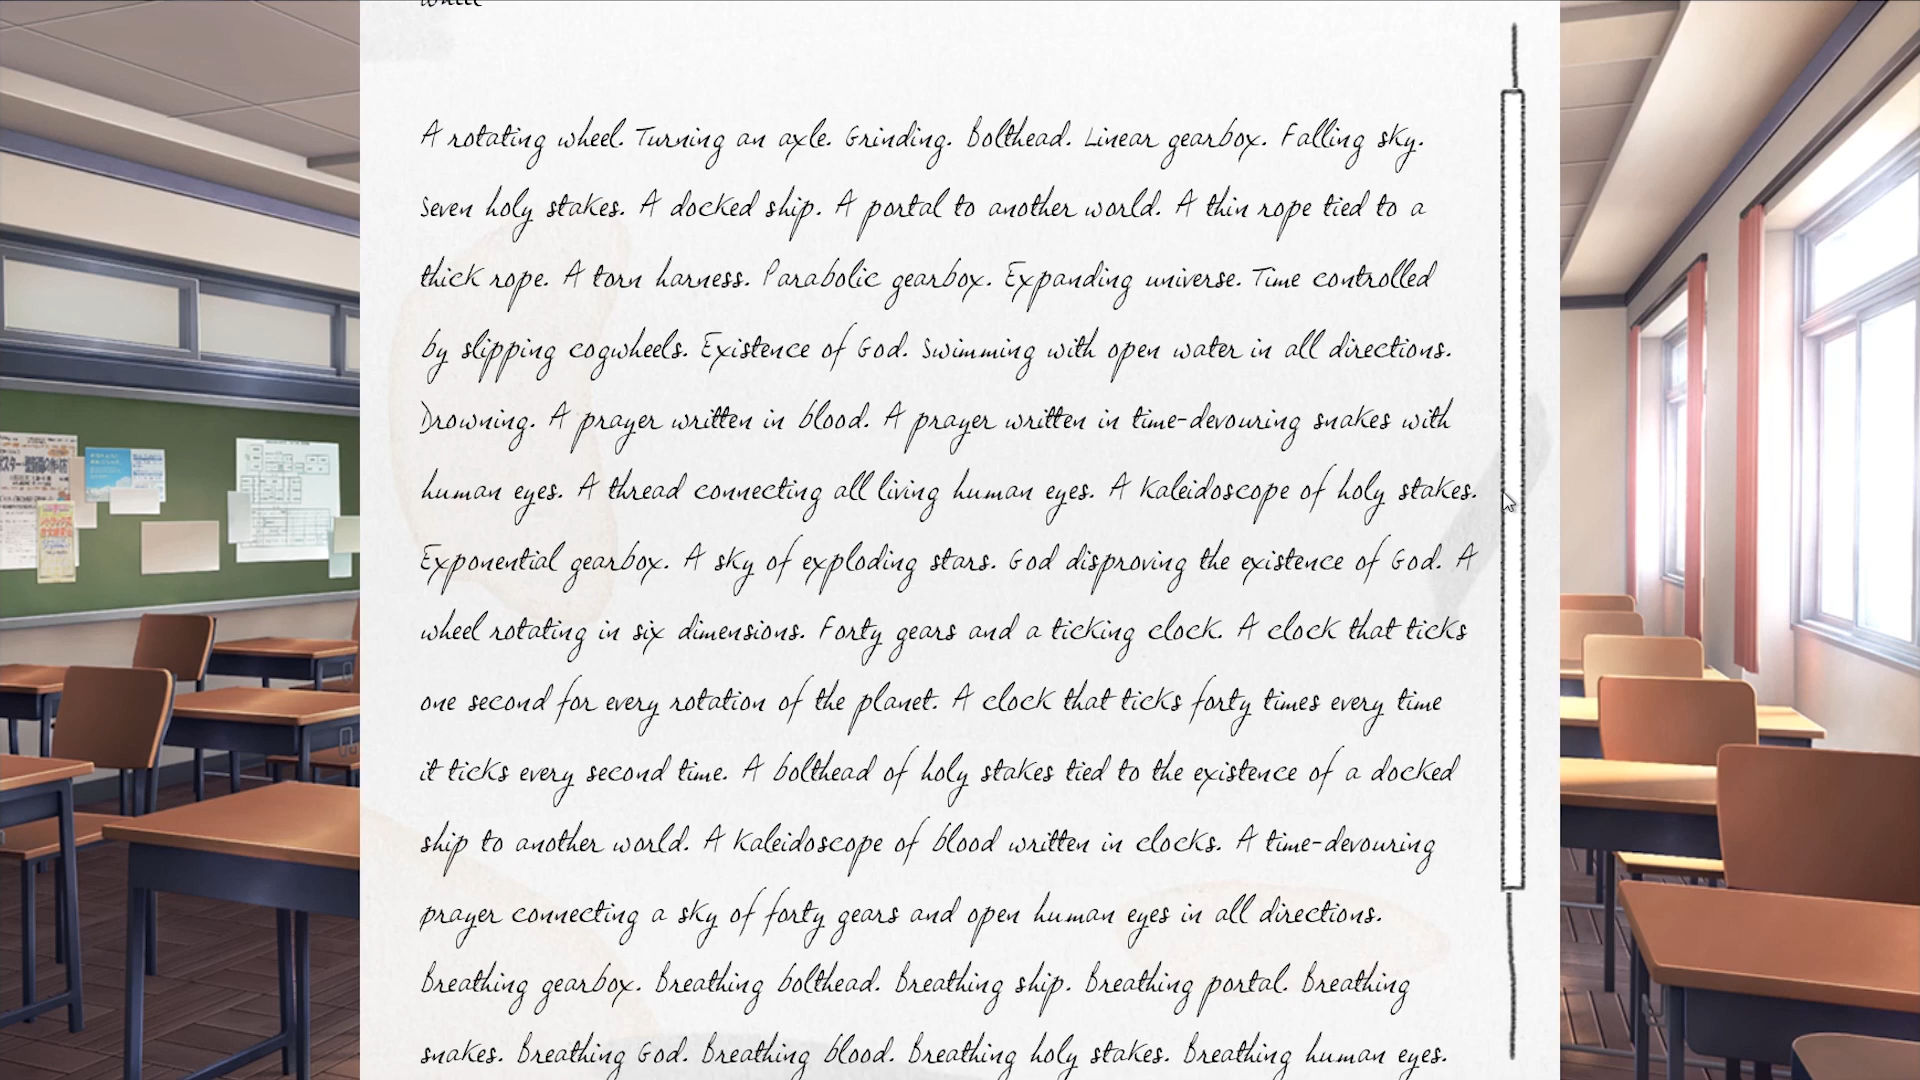 wheel
A rotating wheel. Turning an axle. Grinding. Bolthead. Linear gearbox. Falling sky.
Seven holy stakes. A docked ship. A portal to another world. A thin rope tied to a
thick rope. A torn harness. Parabolic gearbox. Expanding universe. Time controlled
by slipping cogwheels. Existence of God. Swimming with open water in all directions.
Drowning. A prayer written in blood. A prayer written in time-devouring snakes with
human eyes. A thread connecting all living human eyes. A kaleidoscope of holy stakes.
Exponential gearbox. A sky of exploding stars. God disproving the existence of God. A
wheel rotating in six dimensions. Forty gears and a ticking clock. A clock that ticks
one second for every rotation of the planet. A clock that ticks forty times every time
it ticks every second time. A bolthead of holy stakes tied to the existence of a docked
ship to another world. A kaleidoscope of blood written in clocks. A time-devouring
prayer connecting a sky of forty gears and open human eyes in all directions.
Breathing gearbox. Breathing bolthead. Breathing ship. Breathing portal. Breathing
snakes. Breathing God. Breathing blood. Breathing holy stakes. Breathing human eyes.